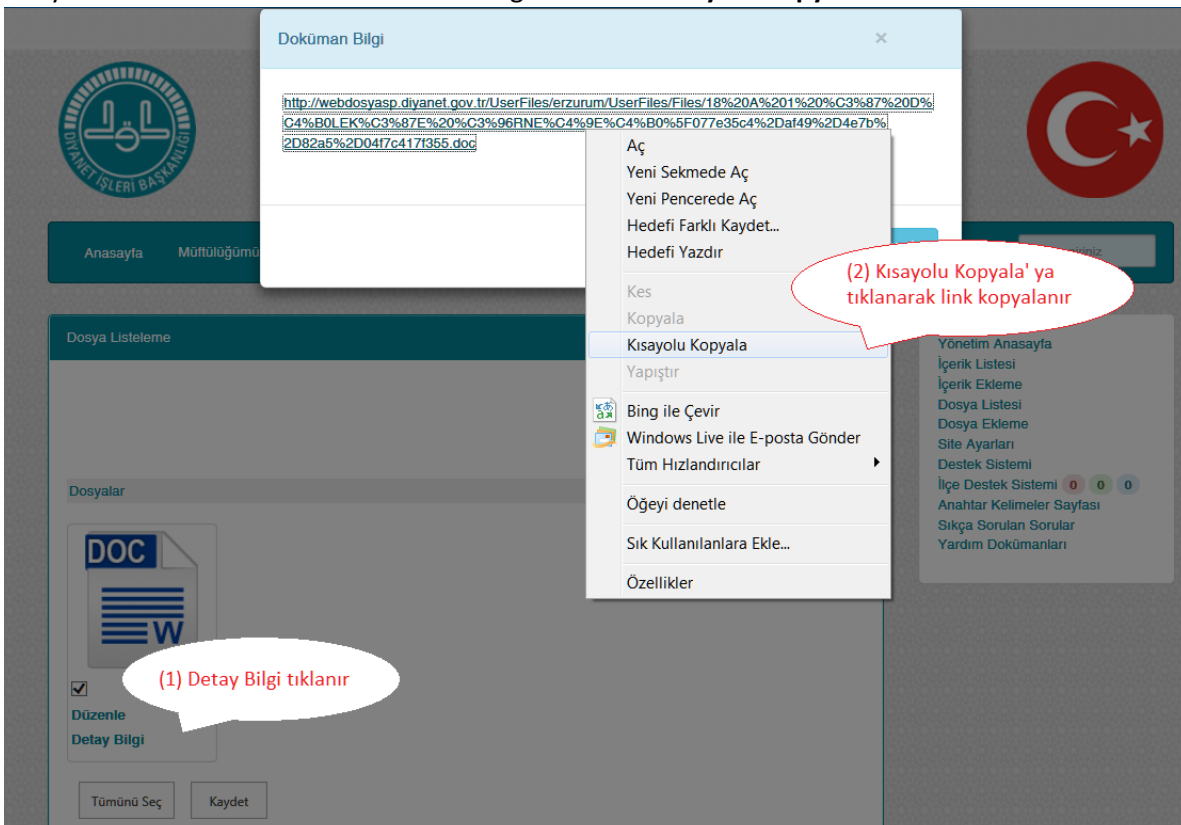 Doküman Bilgi
×
http://webdosyasp.diyanet.gov.tr/UserFiles/erzurum/UserFiles/Files/18%20A%201%20%C3%87%20D%
C4%B0LEK%C3%87E%20%C3%96RNE%C4%9E%C4%B0%5F077e35c4%2Daf49%2D4e7b%
2D82a5%2D04f7c417f355.doc
DİYANET İŞLERİ BAŞKANLIĞI
Anasayfa
Müftülüğümü
Aç
Yeni Sekmede Aç
Yeni Pencerede Aç
Hedefi Farklı Kaydet...
Hedefi Yazdır
Kes
Kopyala
Kısayolu Kopyala
Yapıştır
Bing ile Çevir
Windows Live ile E-posta Gönder
Tüm Hızlandırıcılar
Öğeyi denetle
Sık Kullanılanlara Ekle...
Özellikler
(2) Kısayolu Kopyala' ya
tıklanarak link kopyalanır
Dosya Listeleme
Dosyalar
DOC
W
(1) Detay Bilgi tıklanır
Düzenle
Detay Bilgi
Tümünü Seç
Kaydet
Yönetim Anasayfa
İçerik Listesi
İçerik Ekleme
Dosya Listesi
Dosya Ekleme
Site Ayarları
Destek Sistemi
İlçe Destek Sistemi 0 0 0
Anahtar Kelimeler Sayfası
Sıkça Sorulan Sorular
Yardım Dokümanları